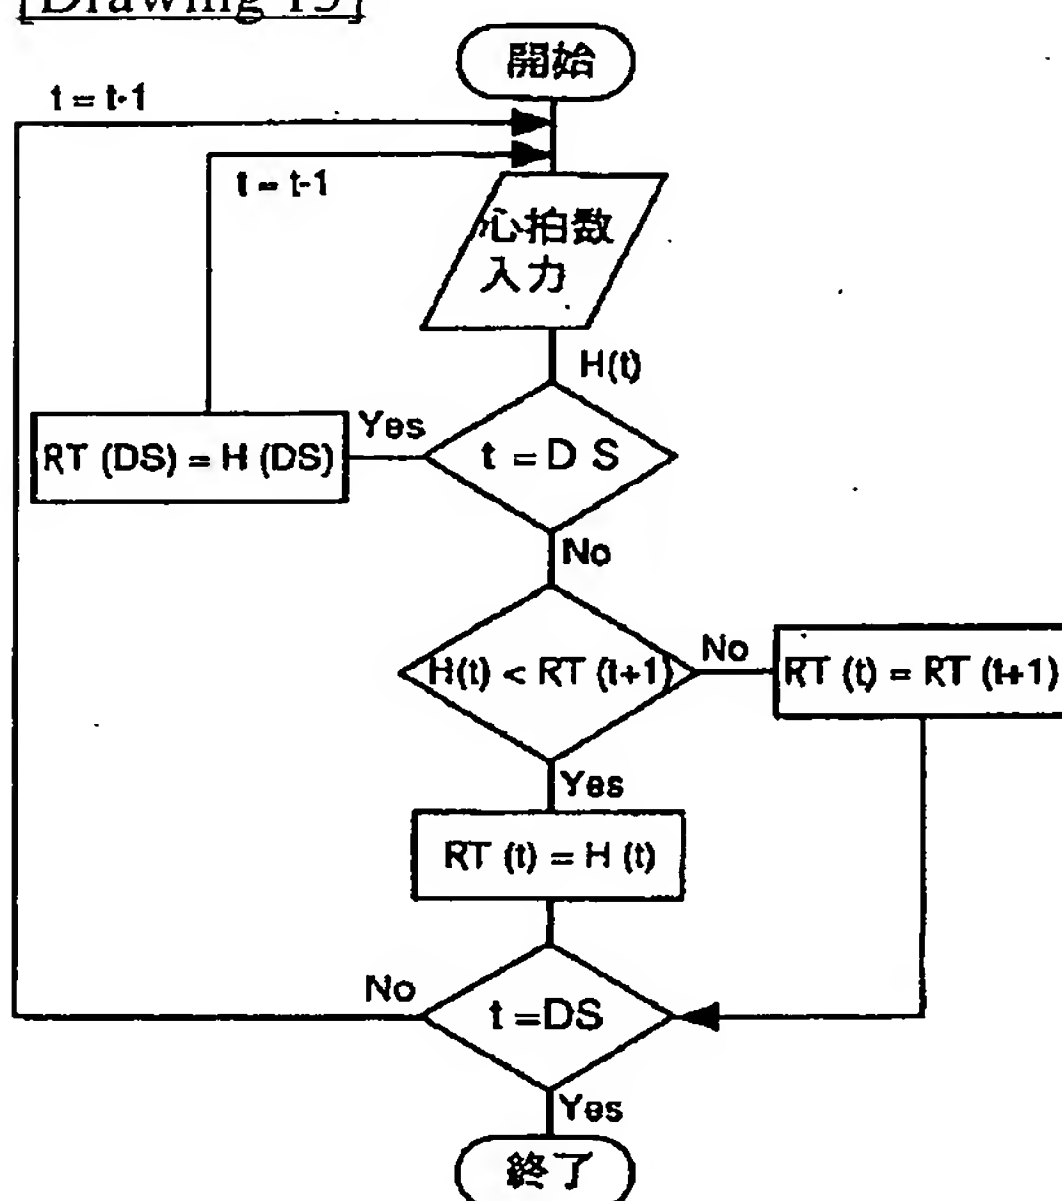 [Drawing 15]
開始
t = t-1
t = t-1
心拍数
入力
H(t)
Yes
RT (DS) = H (DS)
t = D S
No
H(t) < RT (t+1)
No
RT (t) = RT (t+1)
Yes
RT (t) = H (t)
No
t =DS
Yes
終了